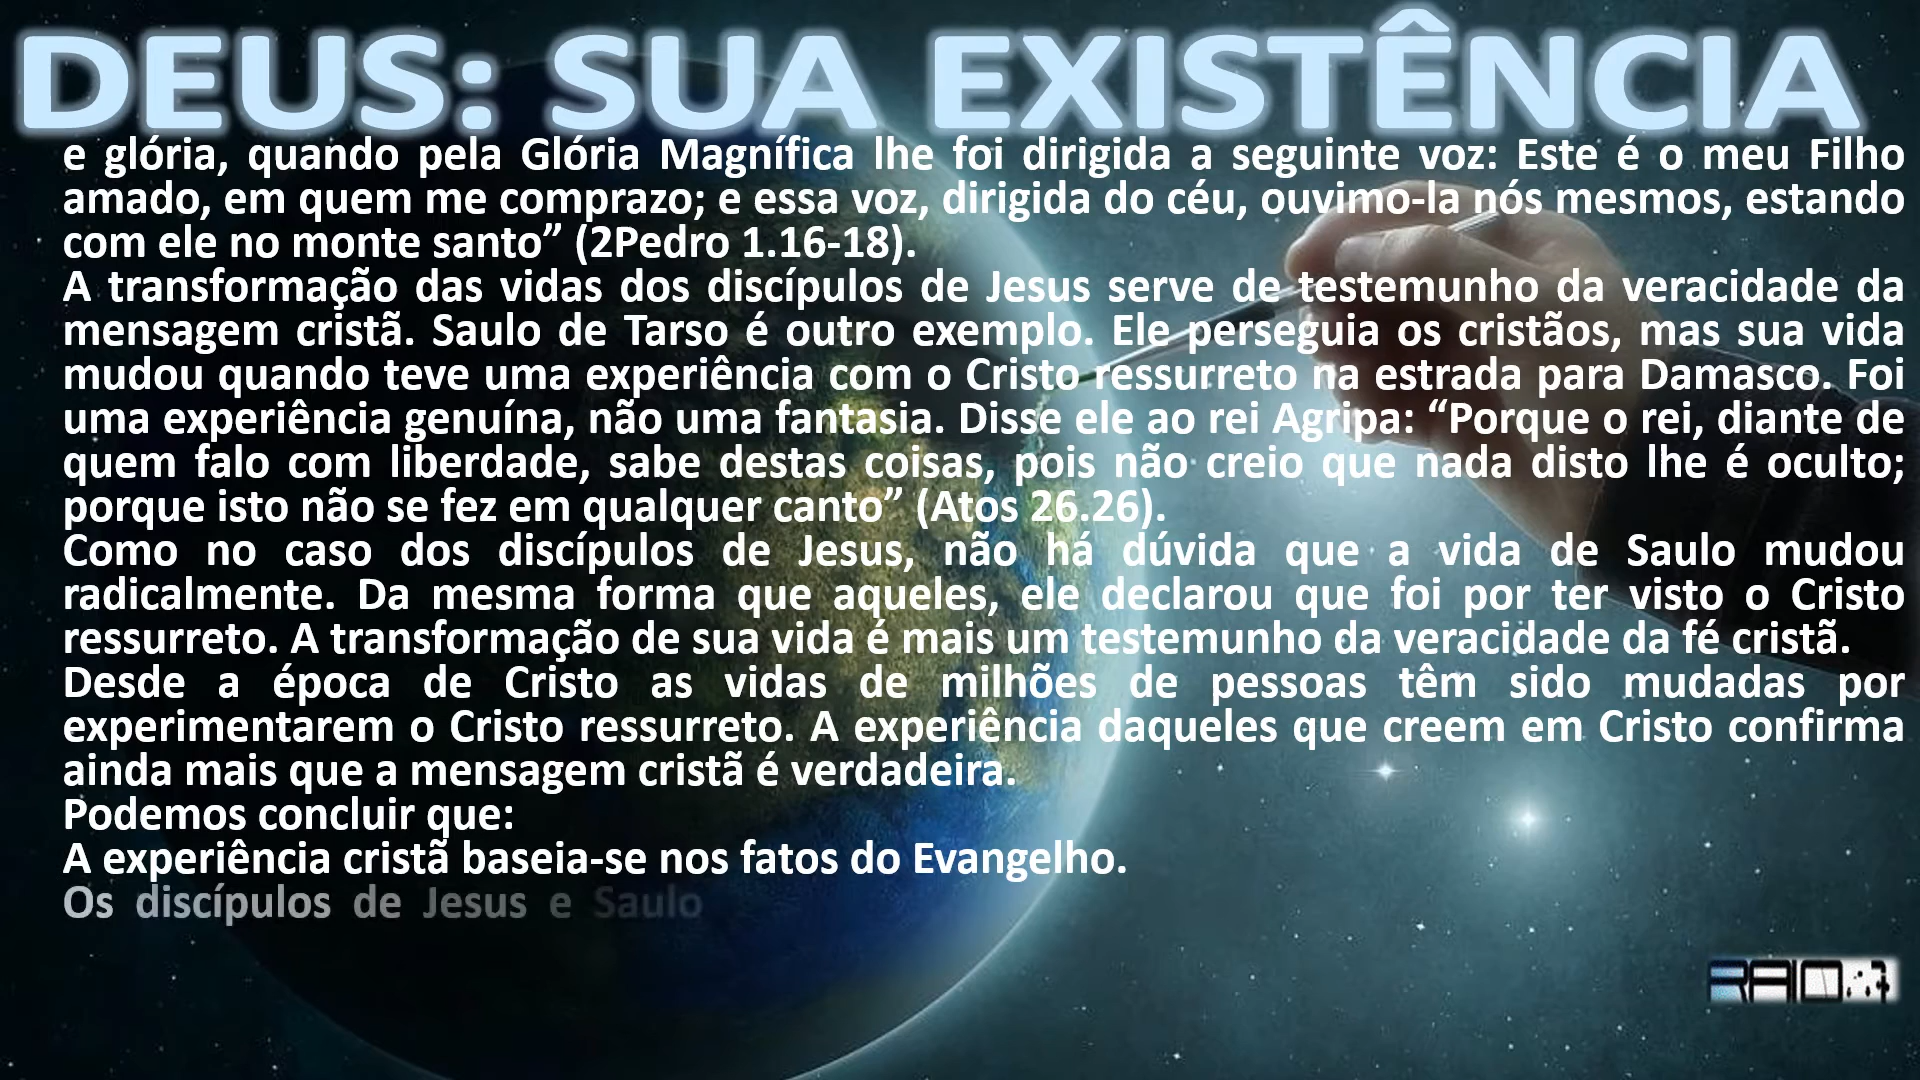 DEUS: SUA EXISTÊNCIA
e glória, quando pela Glória Magnífica lhe foi dirigida a seguinte voz: Este é o meu Filho
amado, em quem me comprazo; e essa voz, dirigida do céu, ouvimo-la nós mesmos, estando
com ele no monte santo” (2Pedro 1.16-18).
A transformação das vidas dos discípulos de Jesus serve de testemunho da veracidade da
mensagem cristã. Saulo de Tarso é outro exemplo. Ele perseguia os cristãos, mas sua vida
mudou quando teve uma experiência com o Cristo ressurreto na estrada para Damasco. Foi
uma experiência genuína, não uma fantasia. Disse ele ao rei Agripa: “Porque o rei, diante de
quem falo com liberdade, sabe destas coisas, pois não creio que nada disto lhe é oculto;
porque isto não se fez em qualquer canto” (Atos 26.26).
Como no caso dos discípulos de Jesus, não há dúvida que a vida de Saulo mudou
radicalmente. Da mesma forma que aqueles, ele declarou que foi por ter visto o Cristo
ressurreto. A transformação de sua vida é mais um testemunho da veracidade da fé cristã.
Desde a época de Cristo as vidas de milhões de pessoas têm sido mudadas por
experimentarem o Cristo ressurreto. A experiência daqueles que creem em Cristo confirma
ainda mais que a mensagem cristã é verdadeira.
Podemos concluir que:
A experiência cristã baseia-se nos fatos do Evangelho.
Os discípulos de Jesus e Saulo